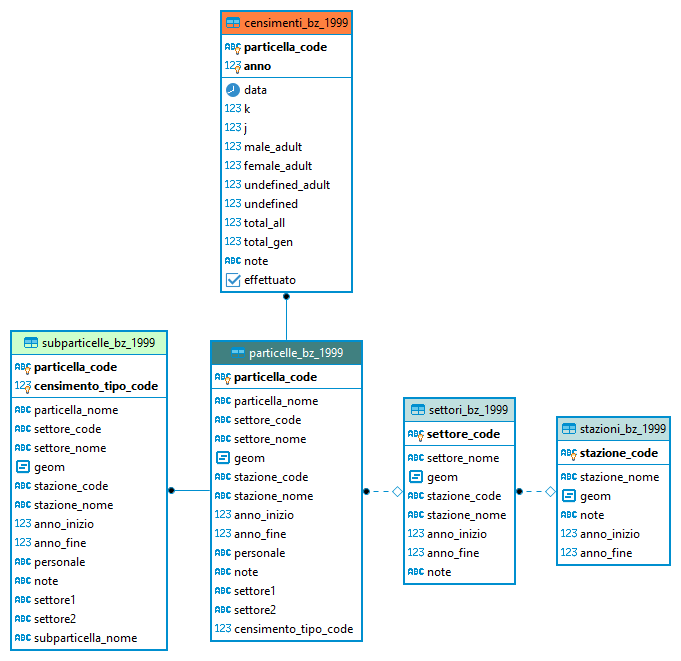 censimenti_bz_1999
ABC particella_code
123 anno
data
123 k
123 j
123 male_adult
123 female_adult
123 undefined_adult
123 undefined
123 total_all
123 total_gen
ABC note
effettuato
subparticelle_bz_1999
ABC particella_code
123 censimento_tipo_code
ABC particella_nome
ABC settore_code
ABC settore_nome
geom
ABC stazione_code
ABC stazione_nome
123 anno_inizio
123 anno_fine
ABC personale
ABC note
ABC settore1
ABC settore2
ABC subparticella_nome
particelle_bz_1999
ABC particella_code
ABC particella_nome
ABC settore_code
ABC settore_nome
geom
ABC stazione_code
ABC stazione_nome
123 anno_inizio
123 anno_fine
ABC personale
ABC note
ABC settore1
ABC settore2
123 censimento_tipo_code
settori_bz_1999
ABC settore_code
ABC settore_nome
geom
ABC stazione_code
ABC stazione_nome
123 anno_inizio
123 anno_fine
ABC note
stazioni_bz_1999
ABC stazione_code
ABC stazione_nome
geom
ABC note
123 anno_inizio
123 anno_fine